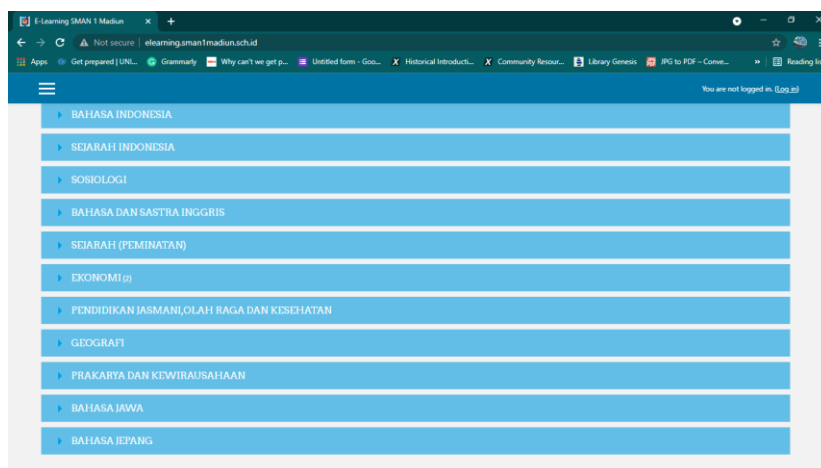 E-Learning SMAN 1 Madiun
Not secure | elearning.sman1madiun.sch.id
Apps Get prepared | UNI... Grammarly Why can't we get p... Untitled form - Goo... Historical Introducti... Community Resour... Library Genesis JPG to PDF – Conve... » Reading
You are not logged in. (Log in)
BAHASA INDONESIA
SEJARAH INDONESIA
SOSIOLOGI
BAHASA DAN SASTRA INGGRIS
SEJARAH (PEMINATAN)
EKONOMI (2)
PENDIDIKAN JASMANI,OLAH RAGA DAN KESEHATAN
GEOGRAFI
PRAKARYA DAN KEWIRAUSAHAAN
BAHASA JAWA
BAHASA JEPANG